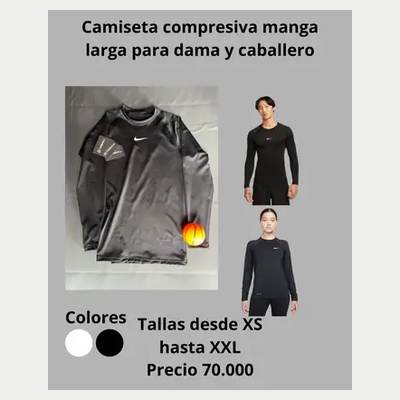 Camiseta compresiva manga
larga para dama y caballero
Colores
Tallas desde XS
hasta XXL
Precio 70.000